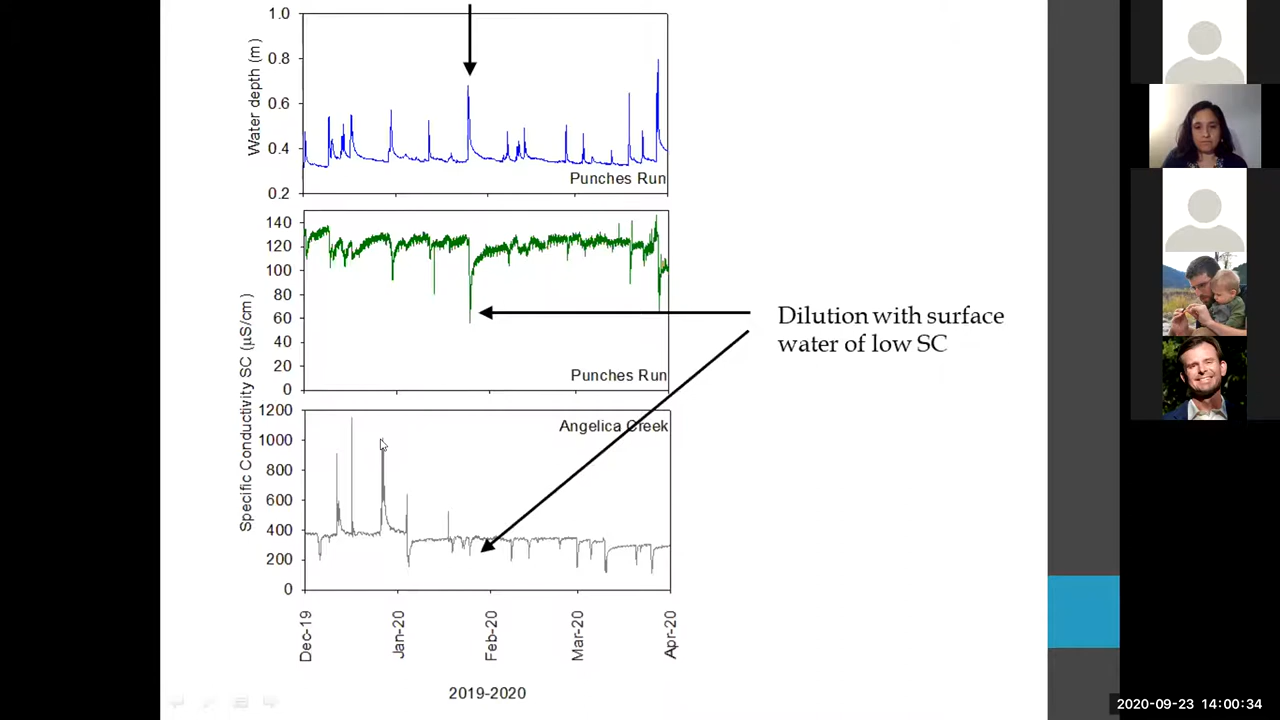 1.0
0.8
0.6
0.4
0.2
Water depth (m)
Punches Run
140
120
100
80
60
40
20
0
Punches Run
Dilution with surface
water of low SC
Specific Conductivity SC (µS/cm)
1200
1000
800
600
400
200
0
Angelica Creek
Dec-19
Jan-20
Feb-20
Mar-20
Apr-20
2019-2020
2020-09-23 14:00:34